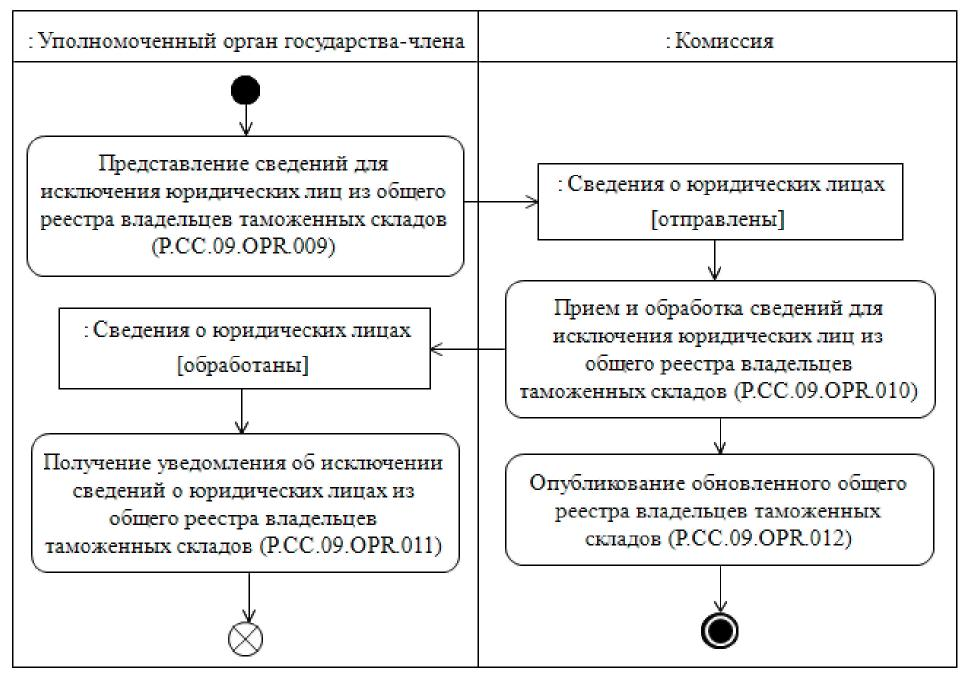 : Уполномоченный орган государства-члена
: Комиссия
Представление сведений для
исключения юридических лиц из общего
реестра владельцев таможенных складов
(P.CC.09.OPR.009)
: Сведения о юридических лицах
[отправлены]
Прием и обработка сведений для
исключения юридических лиц из
общего реестра владельцев
таможенных складов (P.CC.09.OPR.010)
: Сведения о юридических лицах
[обработаны]
Получение уведомления об исключении
сведений о юридических лицах из
общего реестра владельцев
таможенных складов (P.CC.09.OPR.011)
Опубликование обновленного общего
реестра владельцев таможенных
складов (P.CC.09.OPR.012)